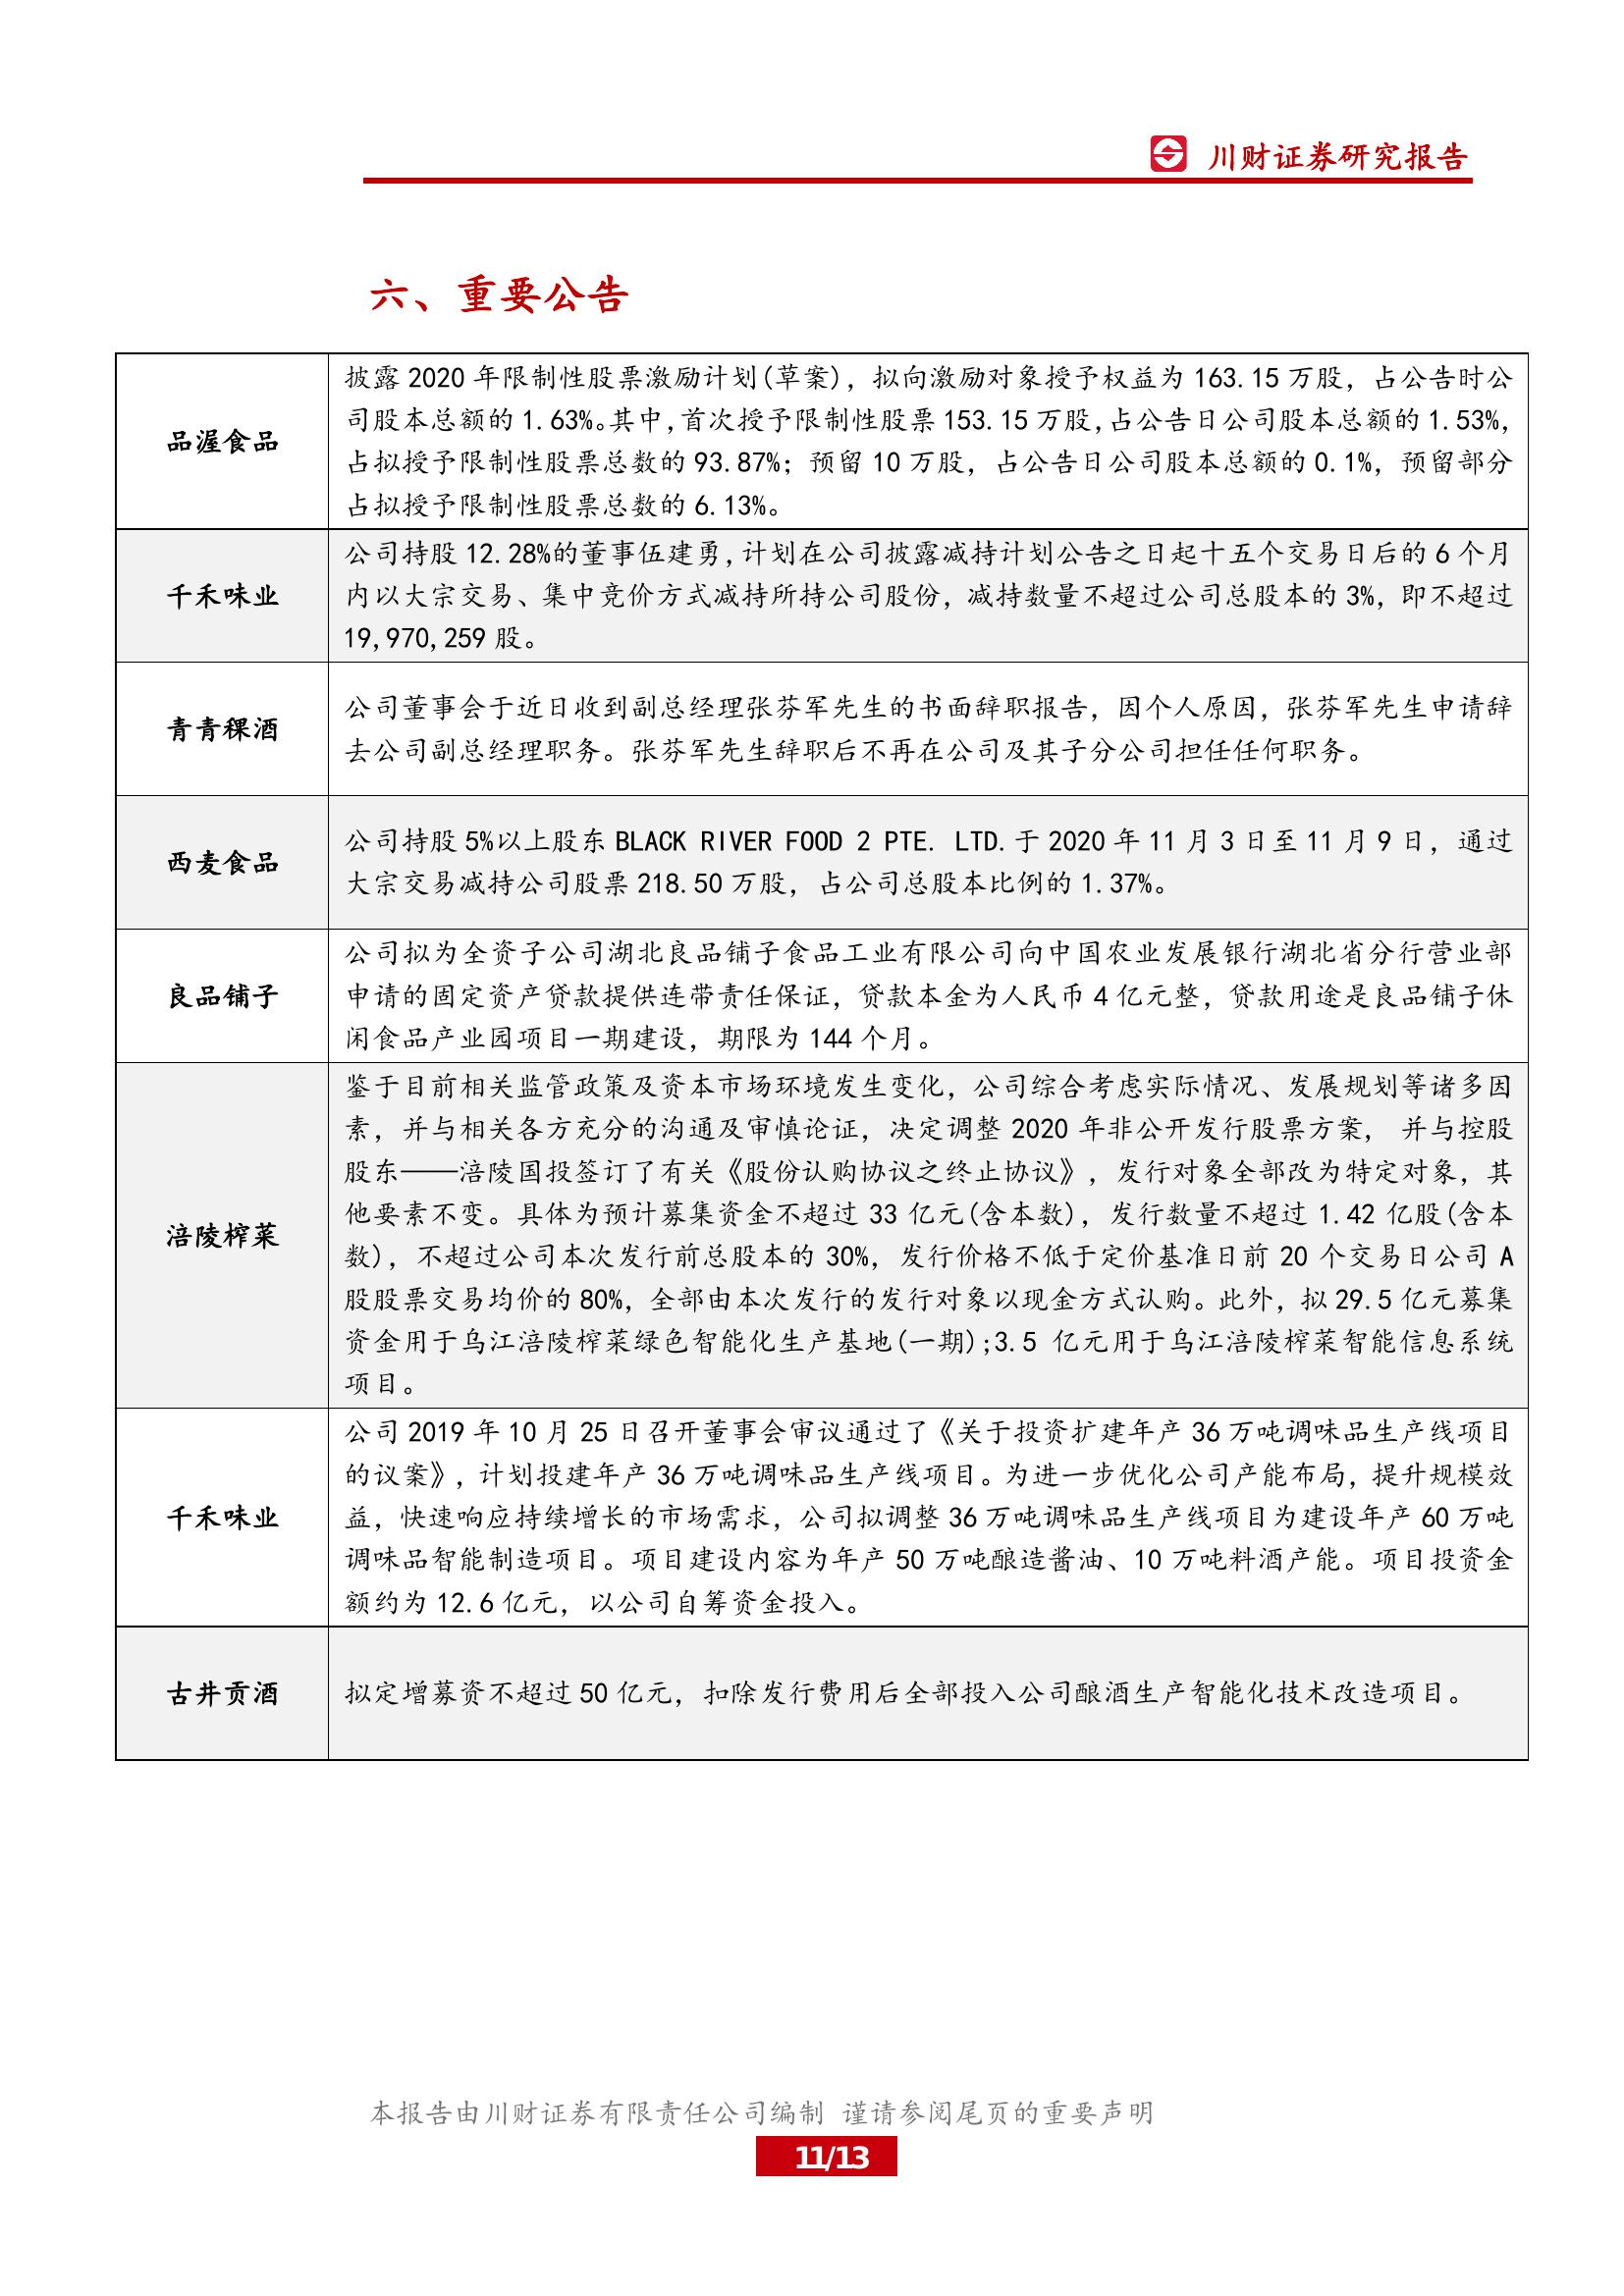 川财证券研究报告
六、重要公告
品渥食品
披露 2020 年限制性股票激励计划(草案)，拟向激励对象授予权益为 163.15 万股，占公告时公
司股本总额的 1.63%。其中，首次授予限制性股票 153.15 万股，占公告日公司股本总额的 1.53%，
占拟授予限制性股票总数的 93.87%；预留 10 万股，占公告日公司股本总额的 0.1%，预留部分
占拟授予限制性股票总数的 6.13%。
千禾味业
公司持股 12.28%的董事伍建勇，计划在公司披露减持计划公告之日起十五个交易日后的 6 个月
内以大宗交易、集中竞价方式减持所持公司股份，减持数量不超过公司总股本的 3%，即不超过
19,970,259 股。
青青稞酒
公司董事会于近日收到副总经理张芬军先生的书面辞职报告，因个人原因，张芬军先生申请辞
去公司副总经理职务。张芬军先生辞职后不再在公司及其子分公司担任任何职务。
西麦食品
公司持股 5%以上股东 BLACK RIVER FOOD 2 PTE. LTD.于 2020 年 11 月 3 日至 11 月 9 日，通过
大宗交易减持公司股票 218.50 万股，占公司总股本比例的 1.37%。
良品铺子
公司拟为全资子公司湖北良品铺子食品工业有限公司向中国农业发展银行湖北省分行营业部
申请的固定资产贷款提供连带责任保证，贷款本金为人民币 4 亿元整，贷款用途是良品铺子休
闲食品产业园项目一期建设，期限为 144 个月。
涪陵榨菜
鉴于目前相关监管政策及资本市场环境发生变化，公司综合考虑实际情况、发展规划等诸多因
素，并与相关各方充分的沟通及审慎论证，决定调整 2020 年非公开发行股票方案， 并与控股
股东——涪陵国投签订了有关《股份认购协议之终止协议》，发行对象全部改为特定对象，其
他要素不变。具体为预计募集资金不超过 33 亿元(含本数)，发行数量不超过 1.42 亿股(含本
数)，不超过公司本次发行前总股本的 30%，发行价格不低于定价基准日前 20 个交易日公司 A
股股票交易均价的 80%，全部由本次发行的发行对象以现金方式认购。此外，拟 29.5 亿元募集
资金用于乌江涪陵榨菜绿色智能化生产基地(一期);3.5 亿元用于乌江涪陵榨菜智能信息系统
项目。
千禾味业
公司 2019 年 10 月 25 日召开董事会审议通过了《关于投资扩建年产 36 万吨调味品生产线项目
的议案》，计划投建年产 36 万吨调味品生产线项目。为进一步优化公司产能布局，提升规模效
益，快速响应持续增长的市场需求，公司拟调整 36 万吨调味品生产线项目为建设年产 60 万吨
调味品智能制造项目。项目建设内容为年产 50 万吨酿造酱油、10 万吨料酒产能。项目投资金
额约为 12.6 亿元，以公司自筹资金投入。
古井贡酒
拟定增募资不超过 50 亿元，扣除发行费用后全部投入公司酿酒生产智能化技术改造项目。
本报告由川财证券有限责任公司编制 谨请参阅尾页的重要声明
11/13